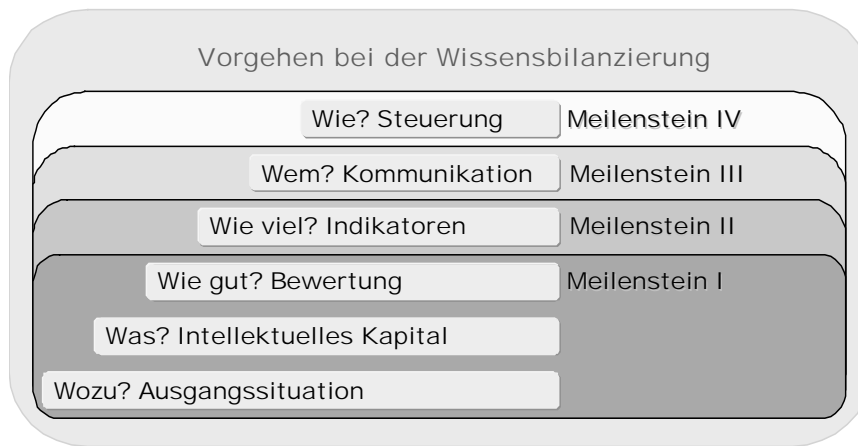 Vorgehen bei der Wissensbilanzierung
Wie? Steuerung Meilenstein IV
Wem? Kommunikation Meilenstein III
Wie viel? Indikatoren Meilenstein II
Wie gut? Bewertung Meilenstein I
Was? Intellektuelles Kapital
Wozu? Ausgangssituation